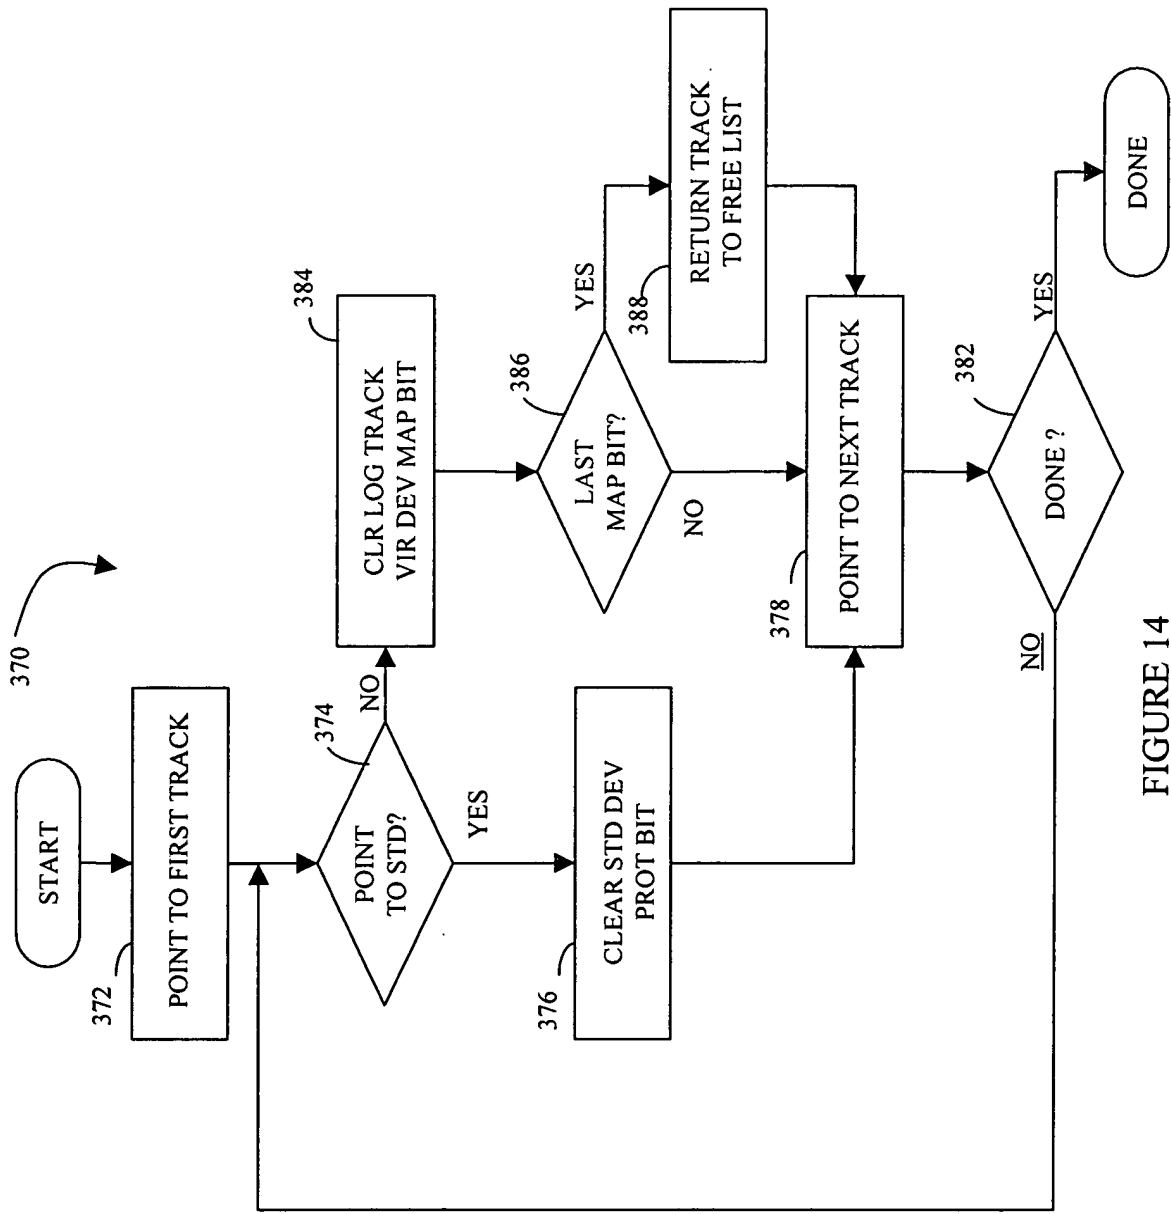 370
START
372
POINT TO FIRST TRACK
374
POINT
TO STD?
NO
YES
384
CLR LOG TRACK
VIR DEV MAP BIT
376
CLEAR STD DEV
PROT BIT
386
LAST
MAP BIT?
YES
NO
388
RETURN TRACK
TO FREE LIST
378
POINT TO NEXT TRACK
382
DONE ?
NO
YES
DONE
FIGURE 14